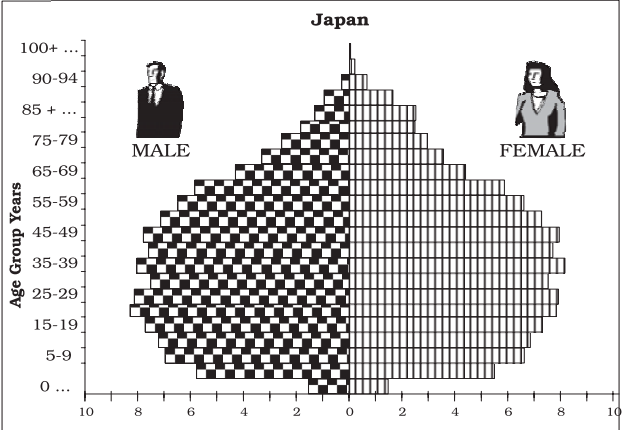 Japan
100+ ...
90-94
85 + ...
75-79
65-69
55-59
45-49
35-39
25-29
15-19
5-9
0 ...
Age Group Years
MALE
FEMALE
10 8 6 4 2 0 2 4 6 8 10